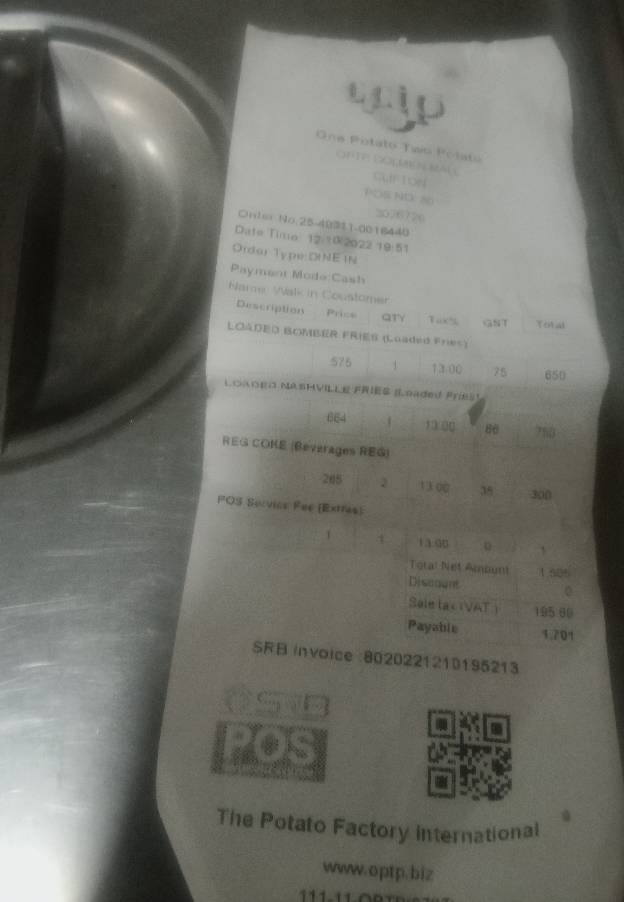 optp
One Potato Two Potato
OPTP DOLMEN MALL
CLIFTON
POS NO: 80
3026726
Order No.25-40311-0016440
Date Time: 12/10/2022 19:51
Order Type:DINE IN
Payment Mode:Cash
Name: Walk in Coustomer
Description Price QTY Tax% GST Total
LOADED BOMBER FRIES (Loaded Fries)
575 1 13.00 75 650
LOADED NASHVILLE FRIES (Loaded Fries)
664 1 13.00 86 750
REG COKE (Beverages REG)
265 2 13.00 35 300
POS Service Fee (Extras)
1 1 13.00 0 1
Total Net Amount 1,505
Discount 0
Sale tax (VAT) 195.
Payable 1,701
SRB Invoice :8020221210195213
SRB
POS
The Potato Factory International
www.optp.biz